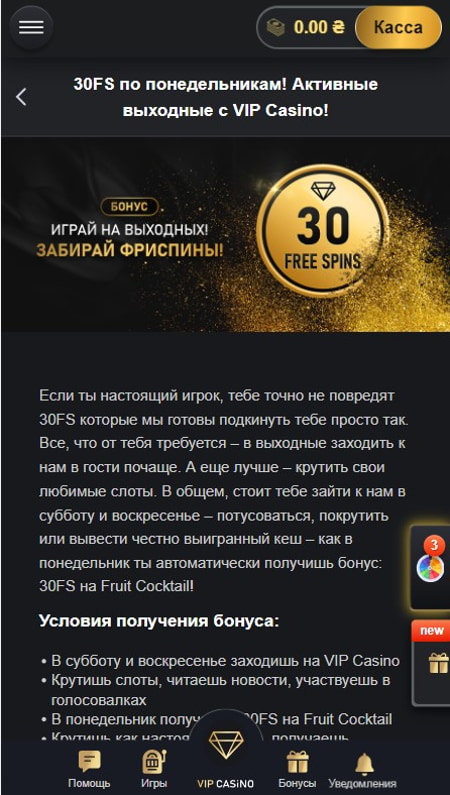 0.00 ₴ Касса
30FS по понедельникам! Активные
выходные с VIP Casino!
БОНУС
ИГРАЙ НА ВЫХОДНЫХ!
ЗАБИРАЙ ФРИСПИНЫ!
30
FREE SPINS
Если ты настоящий игрок, тебе точно не повредят
30FS которые мы готовы подкинуть тебе просто так.
Все, что от тебя требуется – в выходные заходить к
нам в гости почаще. А еще лучше – крутить свои
любимые слоты. В общем, стоит тебе зайти к нам в
субботу и воскресенье – потусоваться, покрутить
или вывести честно выигранный кеш – как в
понедельник ты автоматически получишь бонус:
30FS на Fruit Cocktail!
3
new
Условия получения бонуса:
• В субботу и воскресенье заходишь на VIP Casino
• Крутишь слоты, читаешь новости, участвуешь в
голосовалках
• В понедельник получ 30FS на Fruit Cocktail
• Крутишь как получаешь
Помощь Игры VIP CASINO Бонусы Уведомления